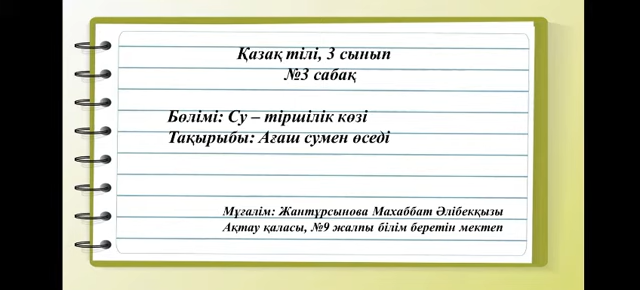 Қазақ тілі, 3 сынып
№3 сабақ
Бөлімі: Су – тіршілік көзі
Тақырыбы: Ағаш сумен өседі
Мұғалім: Жантұрсынова Махаббат Әлібекқызы
Ақтау қаласы, №9 жалпы білім беретін мектеп